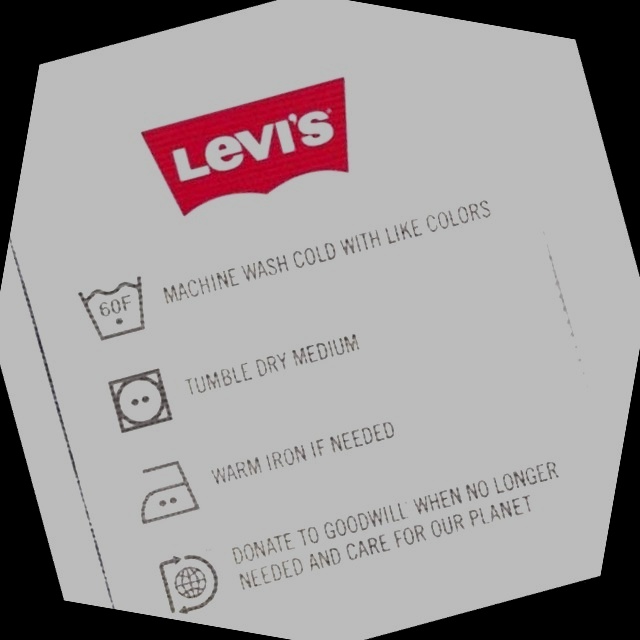 Levi's
60F
MACHINE WASH COLD WITH LIKE COLORS
TUMBLE DRY MEDIUM
WARM IRON IF NEEDED
DONATE TO GOODWILL WHEN NO LONGER
NEEDED AND CARE FOR OUR PLANET